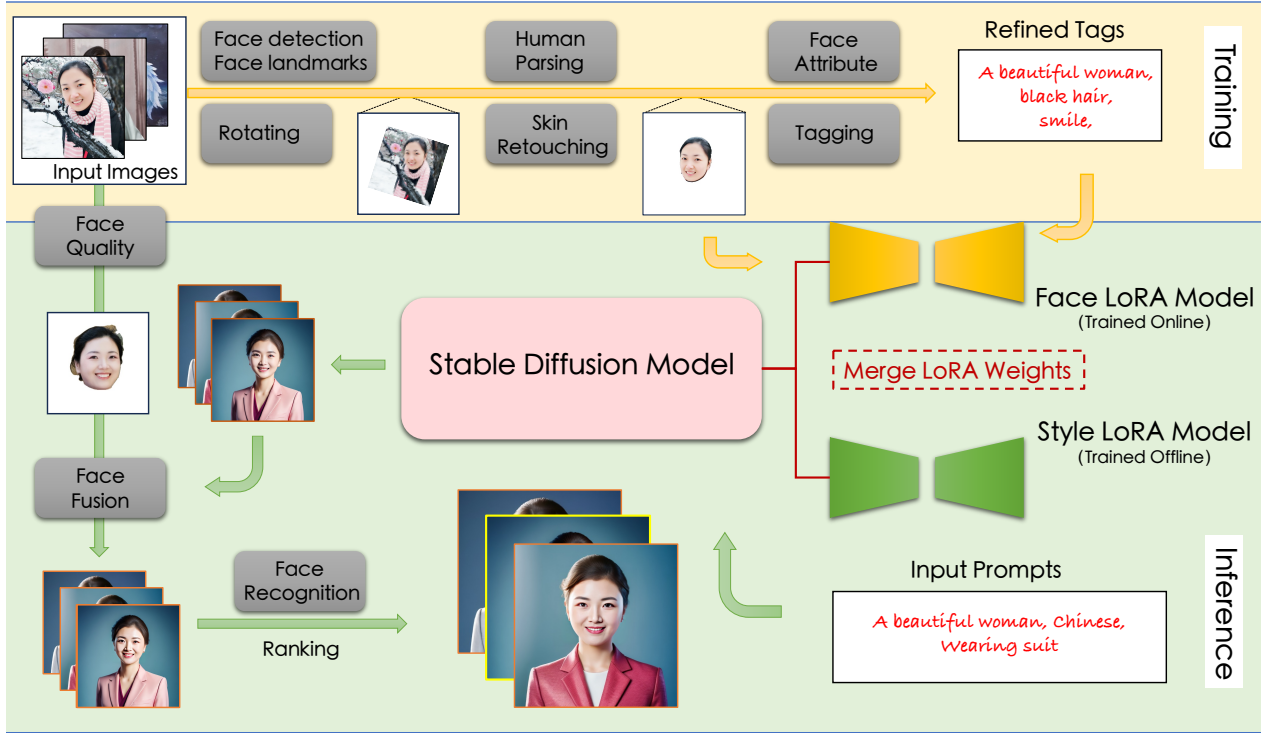 Face detection
Face landmarks
Human
Parsing
Face
Attribute
Refined Tags
A beautiful woman,
black hair,
smile,
Training
Rotating
Skin
Retouching
Tagging
Input Images
Face
Quality
Stable Diffusion Model
Face LoRA Model
(Trained Online)
Merge LoRA Weights
Style LoRA Model
(Trained Offline)
Face
Fusion
Face
Recognition
Ranking
Input Prompts
A beautiful woman, Chinese,
Wearing suit
Inference